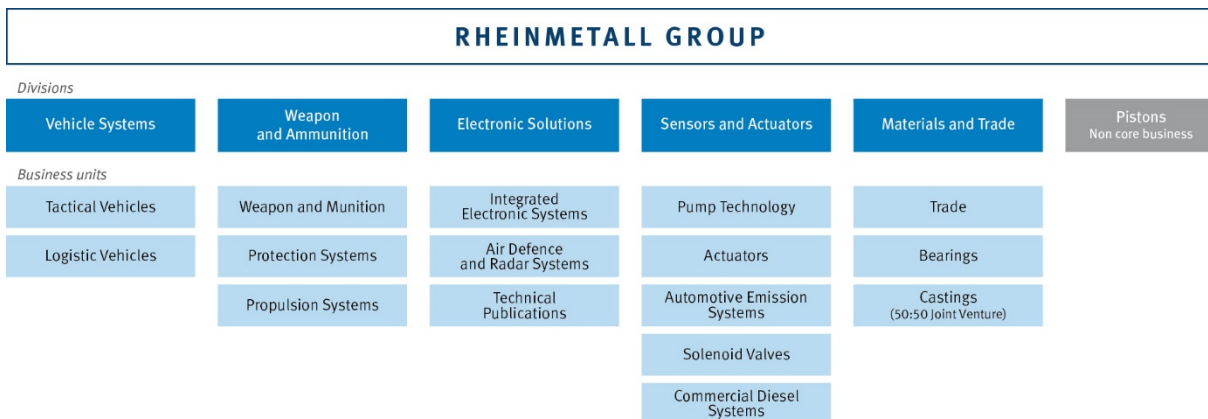 RHEINMETALL GROUP
Divisions
Vehicle Systems
Weapon
and Ammunition
Electronic Solutions
Sensors and Actuators
Materials and Trade
Pistons
Non core business
Business units
Tactical Vehicles
Weapon and Munition
Integrated
Electronic Systems
Pump Technology
Trade
Logistic Vehicles
Protection Systems
Air Defence
and Radar Systems
Actuators
Bearings
Propulsion Systems
Technical
Publications
Automotive Emission
Systems
Castings
(50:50 Joint Venture)
Solenoid Valves
Commercial Diesel
Systems